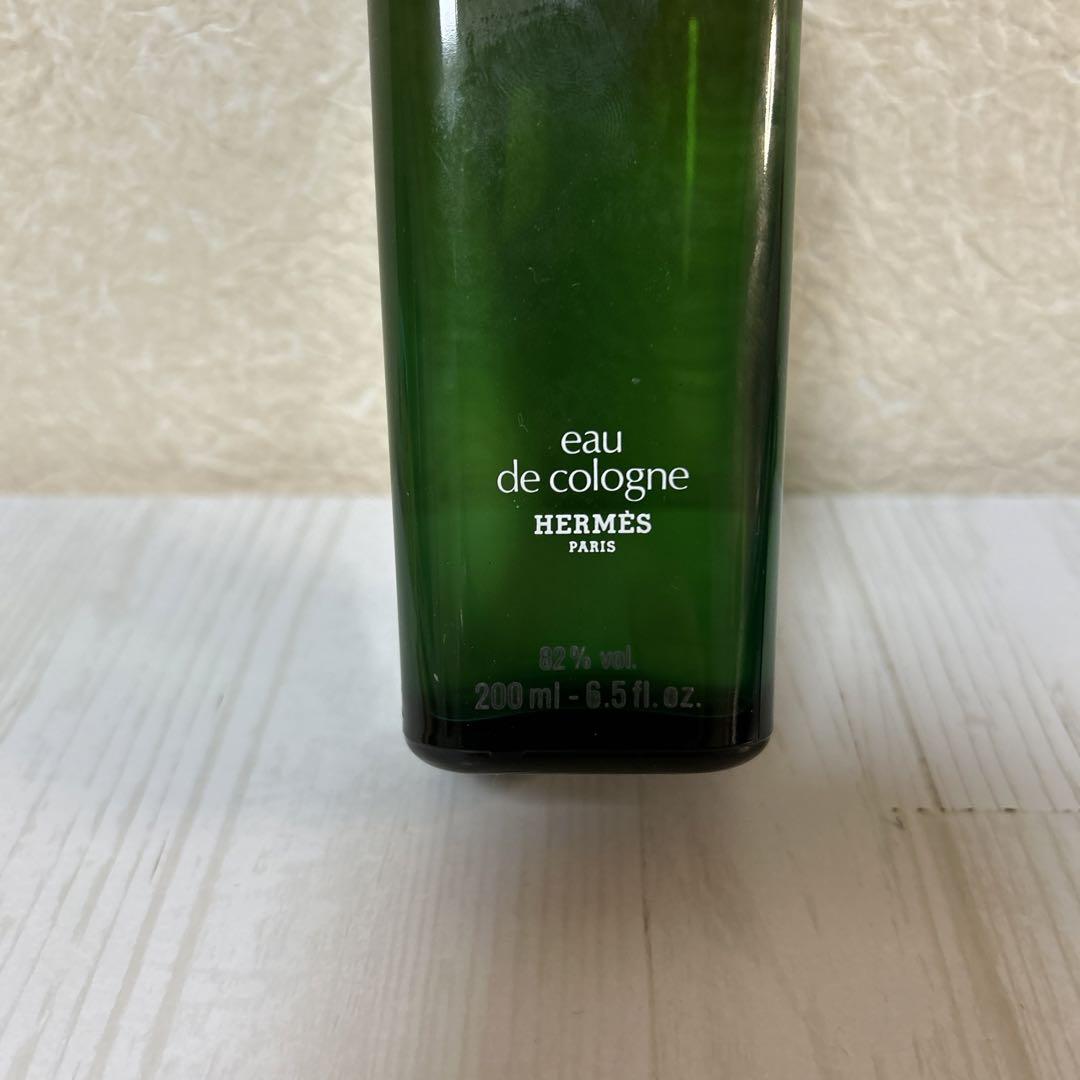 eau
de cologne
HERMÈS
PARIS
82% vol.
200 ml - 6.5 fl. oz.